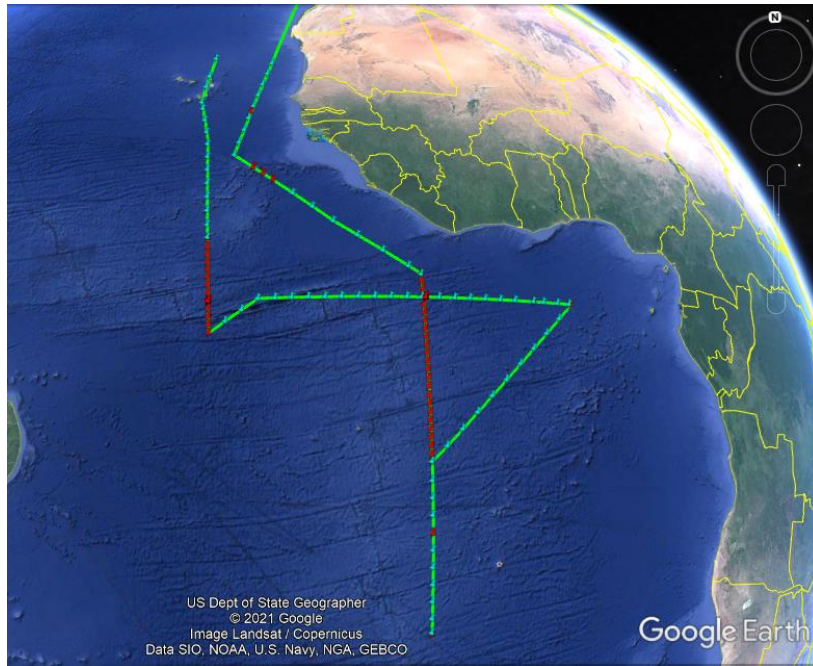 N
US Dept of State Geographer
© 2021 Google
Image Landsat / Copernicus
Data SIO, NOAA, U.S. Navy, NGA, GEBCO
Google Earth